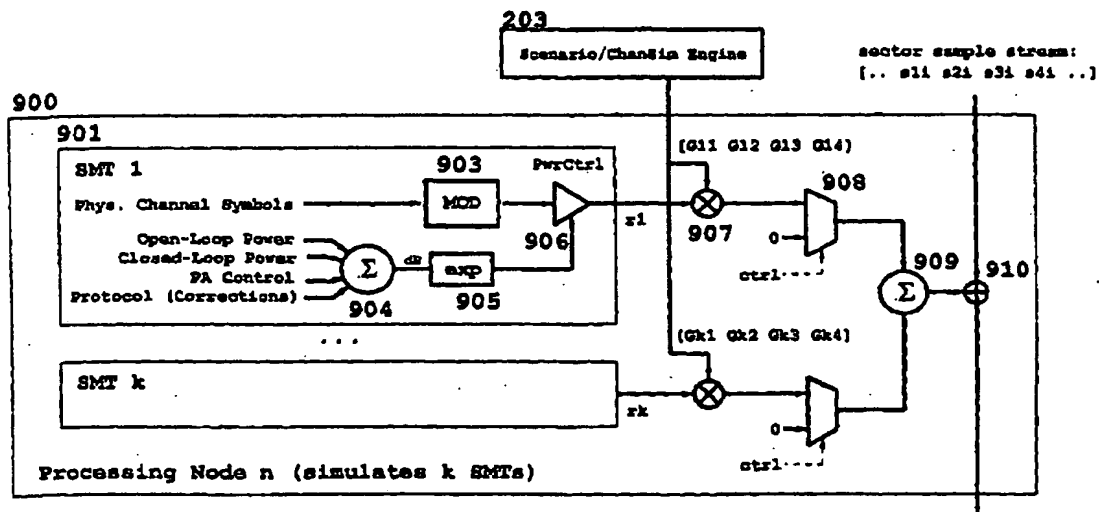 203
Scenario/ChanSim Engine
sector sample stream:
[.. s1i s2i s3i s4i ..]
900
901
SMT 1
903
PwrCtrl
[G11 G12 G13 G14)
908
Phys. Channel Symbols
MOD
r1
906
907
0
Open-Loop Power
Closed-Loop Power
PA Control
Protocol (Corrections)
Σ
dB
exp
904
905
ctrl
909
910
Σ
...
[Gk1 Gk2 Gk3 Gk4]
SMT k
rk
0
ctrl
Processing Node n (simulates k SMTs)